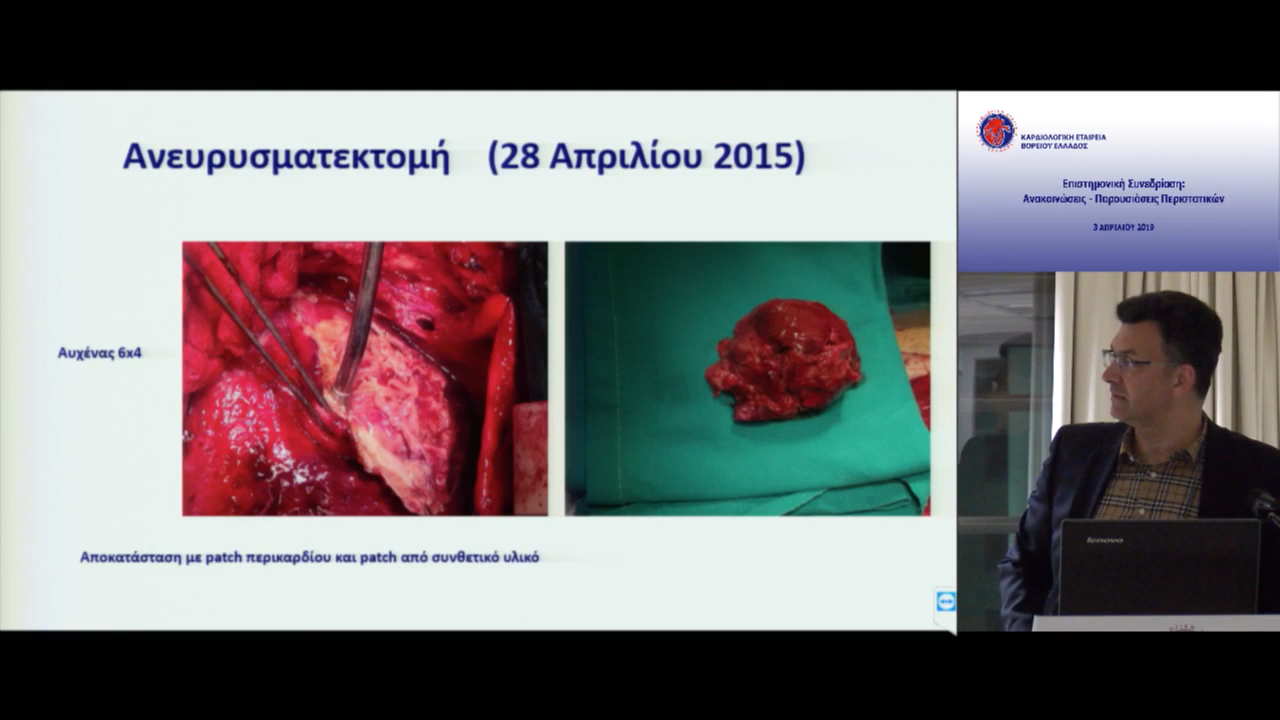 Ανευρυσματεκτομή (28 Απριλίου 2015)
Αυχένας 6x4
Αποκατάσταση με patch περικαρδίου και patch από συνθετικό υλικό
ΚΑΡΔΙΟΛΟΓΙΚΗ ΕΤΑΙΡΕΙΑ
ΒΟΡΕΙΟΥ ΕΛΛΑΔΟΣ
Επιστημονική Συνεδρίαση:
Ανακοινώσεις - Παρουσιάσεις Περιστατικών
3 ΑΠΡΙΛΙΟΥ 2019
lenovo